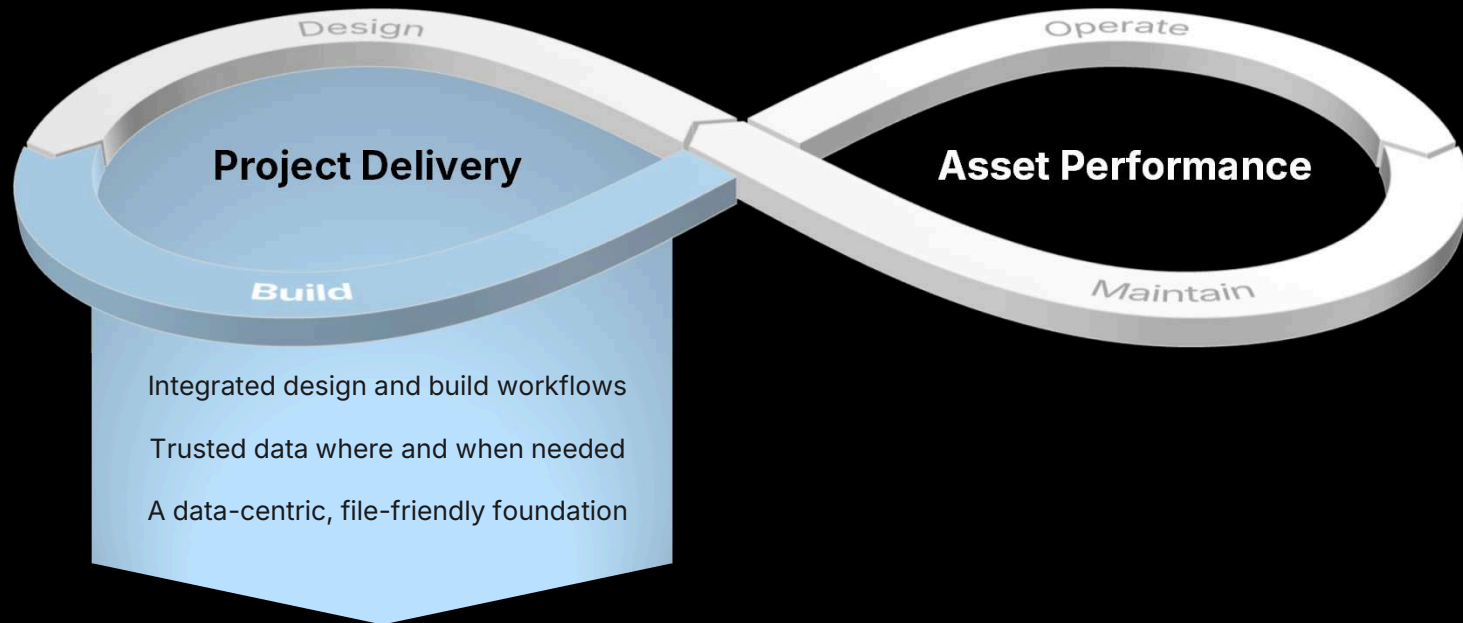 Design
Operate
Project Delivery
Asset Performance
Build
Maintain
Integrated design and build workflows
Trusted data where and when needed
A data-centric, file-friendly foundation